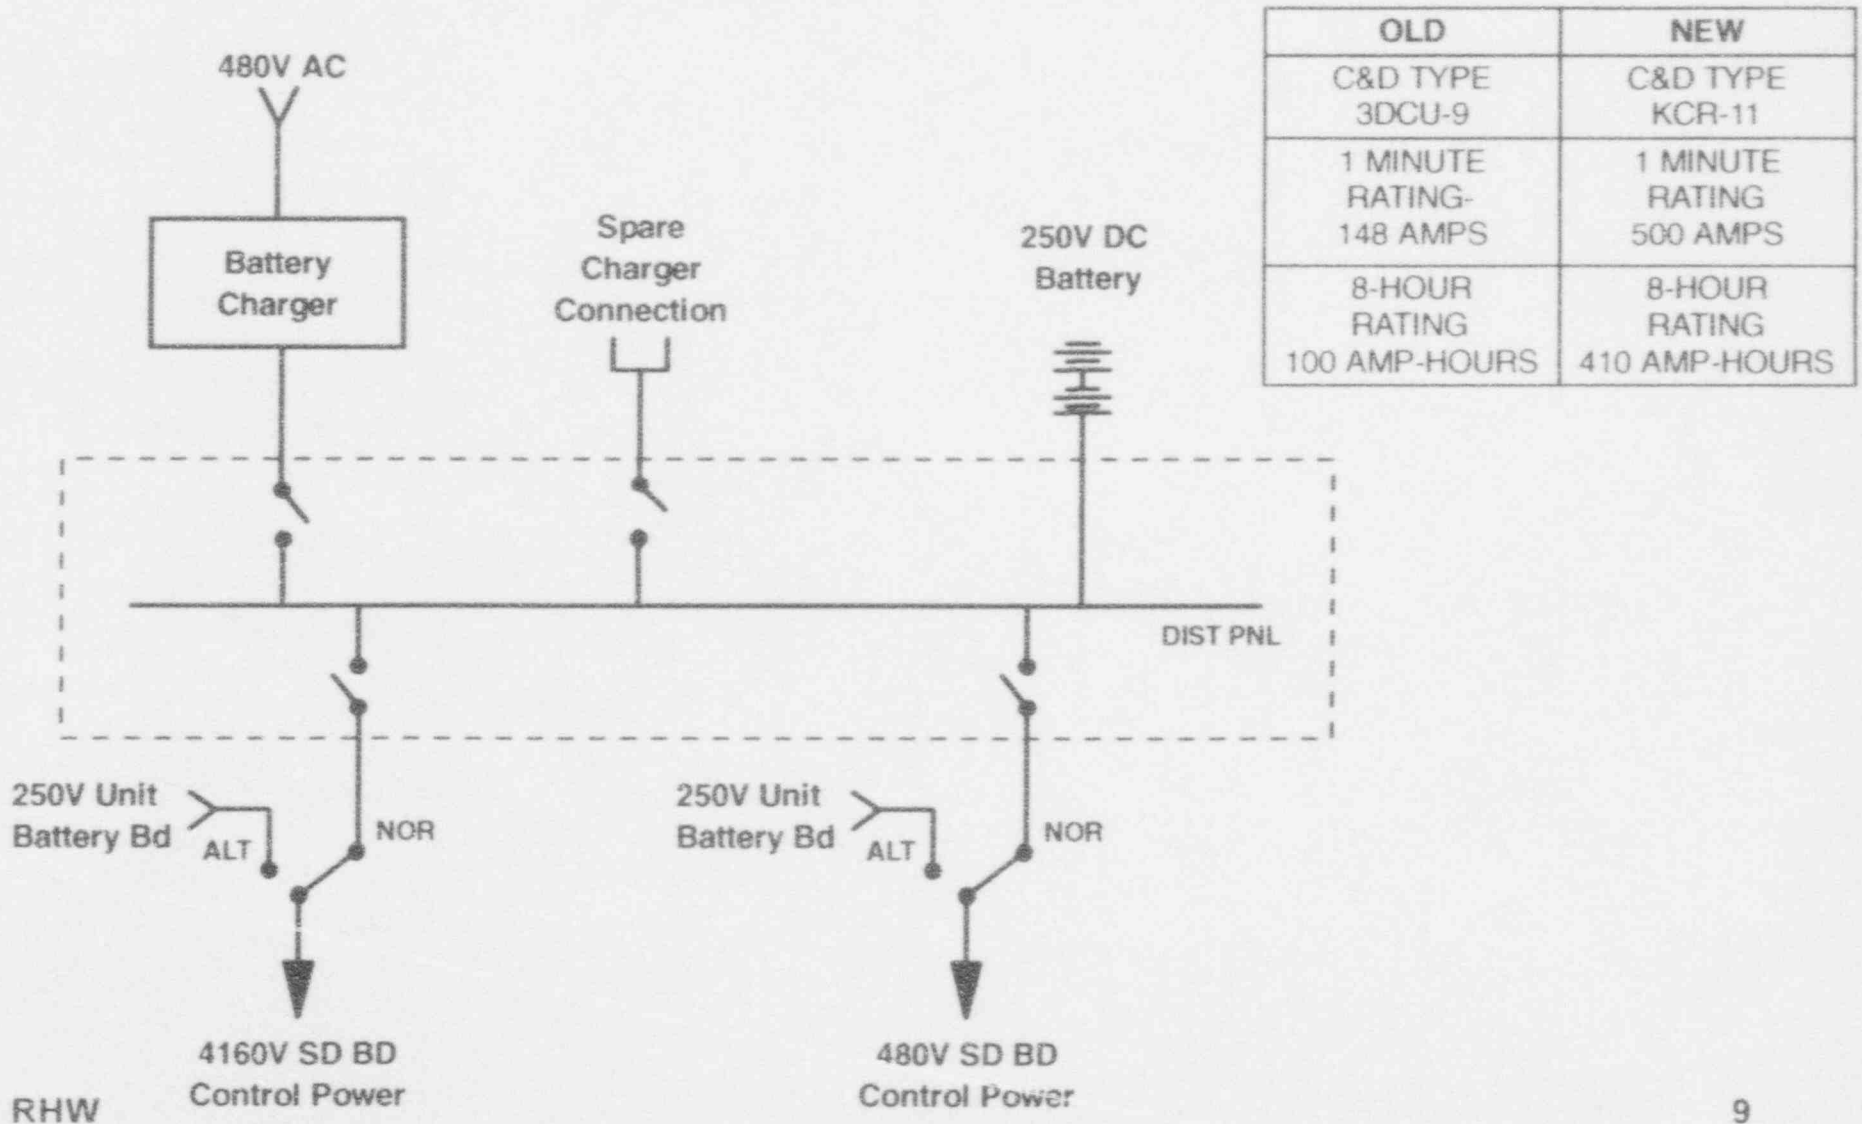 480V AC
Battery
Charger
Spare
Charger
Connection
250V DC
Battery
OLD NEW
C&D TYPE C&D TYPE
3DCU-9 KCR-11
1 MINUTE 1 MINUTE
RATING- RATING
148 AMPS 500 AMPS
8-HOUR 8-HOUR
RATING RATING
100 AMP-HOURS 410 AMP-HOURS
DIST PNL
250V Unit
Battery Bd
ALT
NOR
250V Unit
Battery Bd
ALT
NOR
4160V SD BD
Control Power
480V SD BD
Control Power
RHW
9